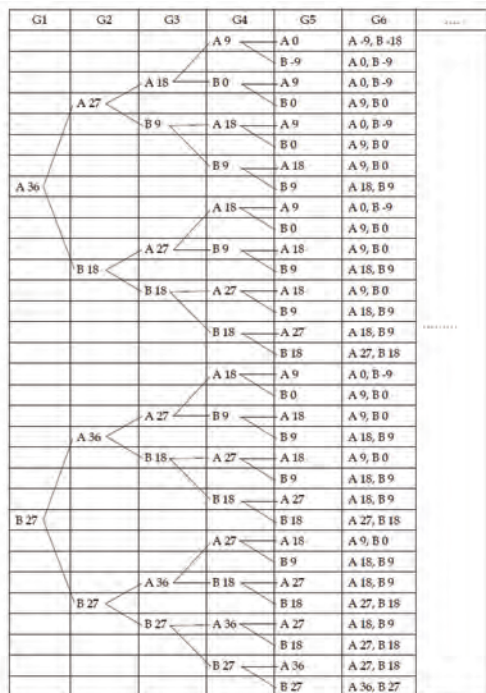 G1 G2 G3 G4 G5 G6
A 9 A 0 A -9, B -18
B -9 A 0, B -9
A 18 B 0 A 9 A 0, B -9
A 27 B 0 A 9, B 0
B 9 A 18 A 9 A 0, B -9
B 0 A 9, B 0
B 9 A 18 A 9, B 0
A 36 B 9 A 18, B 9
A 18 A 9 A 0, B -9
B 0 A 9, B 0
A 27 B 9 A 18 A 9, B 0
B 18 B 9 A 18, B 9
B 18 A 27 A 18 A 9, B 0
B 9 A 18, B 9
B 18 A 27 A 18, B 9
B 18 A 27, B 18
A 18 A 9 A 0, B -9
B 0 A 9, B 0
A 27 B 9 A 18 A 9, B 0
A 36 B 9 A 18, B 9
B 18 A 27 A 18 A 9, B 0
B 9 A 18, B 9
B 18 A 27 A 18, B 9
B 27 B 18 A 27, B 18
A 27 A 18 A 9, B 0
B 9 A 18, B 9
A 36 B 18 A 27 A 18, B 9
B 27 B 18 A 27, B 18
B 27 A 36 A 27 A 18, B 9
B 18 A 27, B 18
B 27 A 36 A 27, B 18
B 27 A 36, B 27